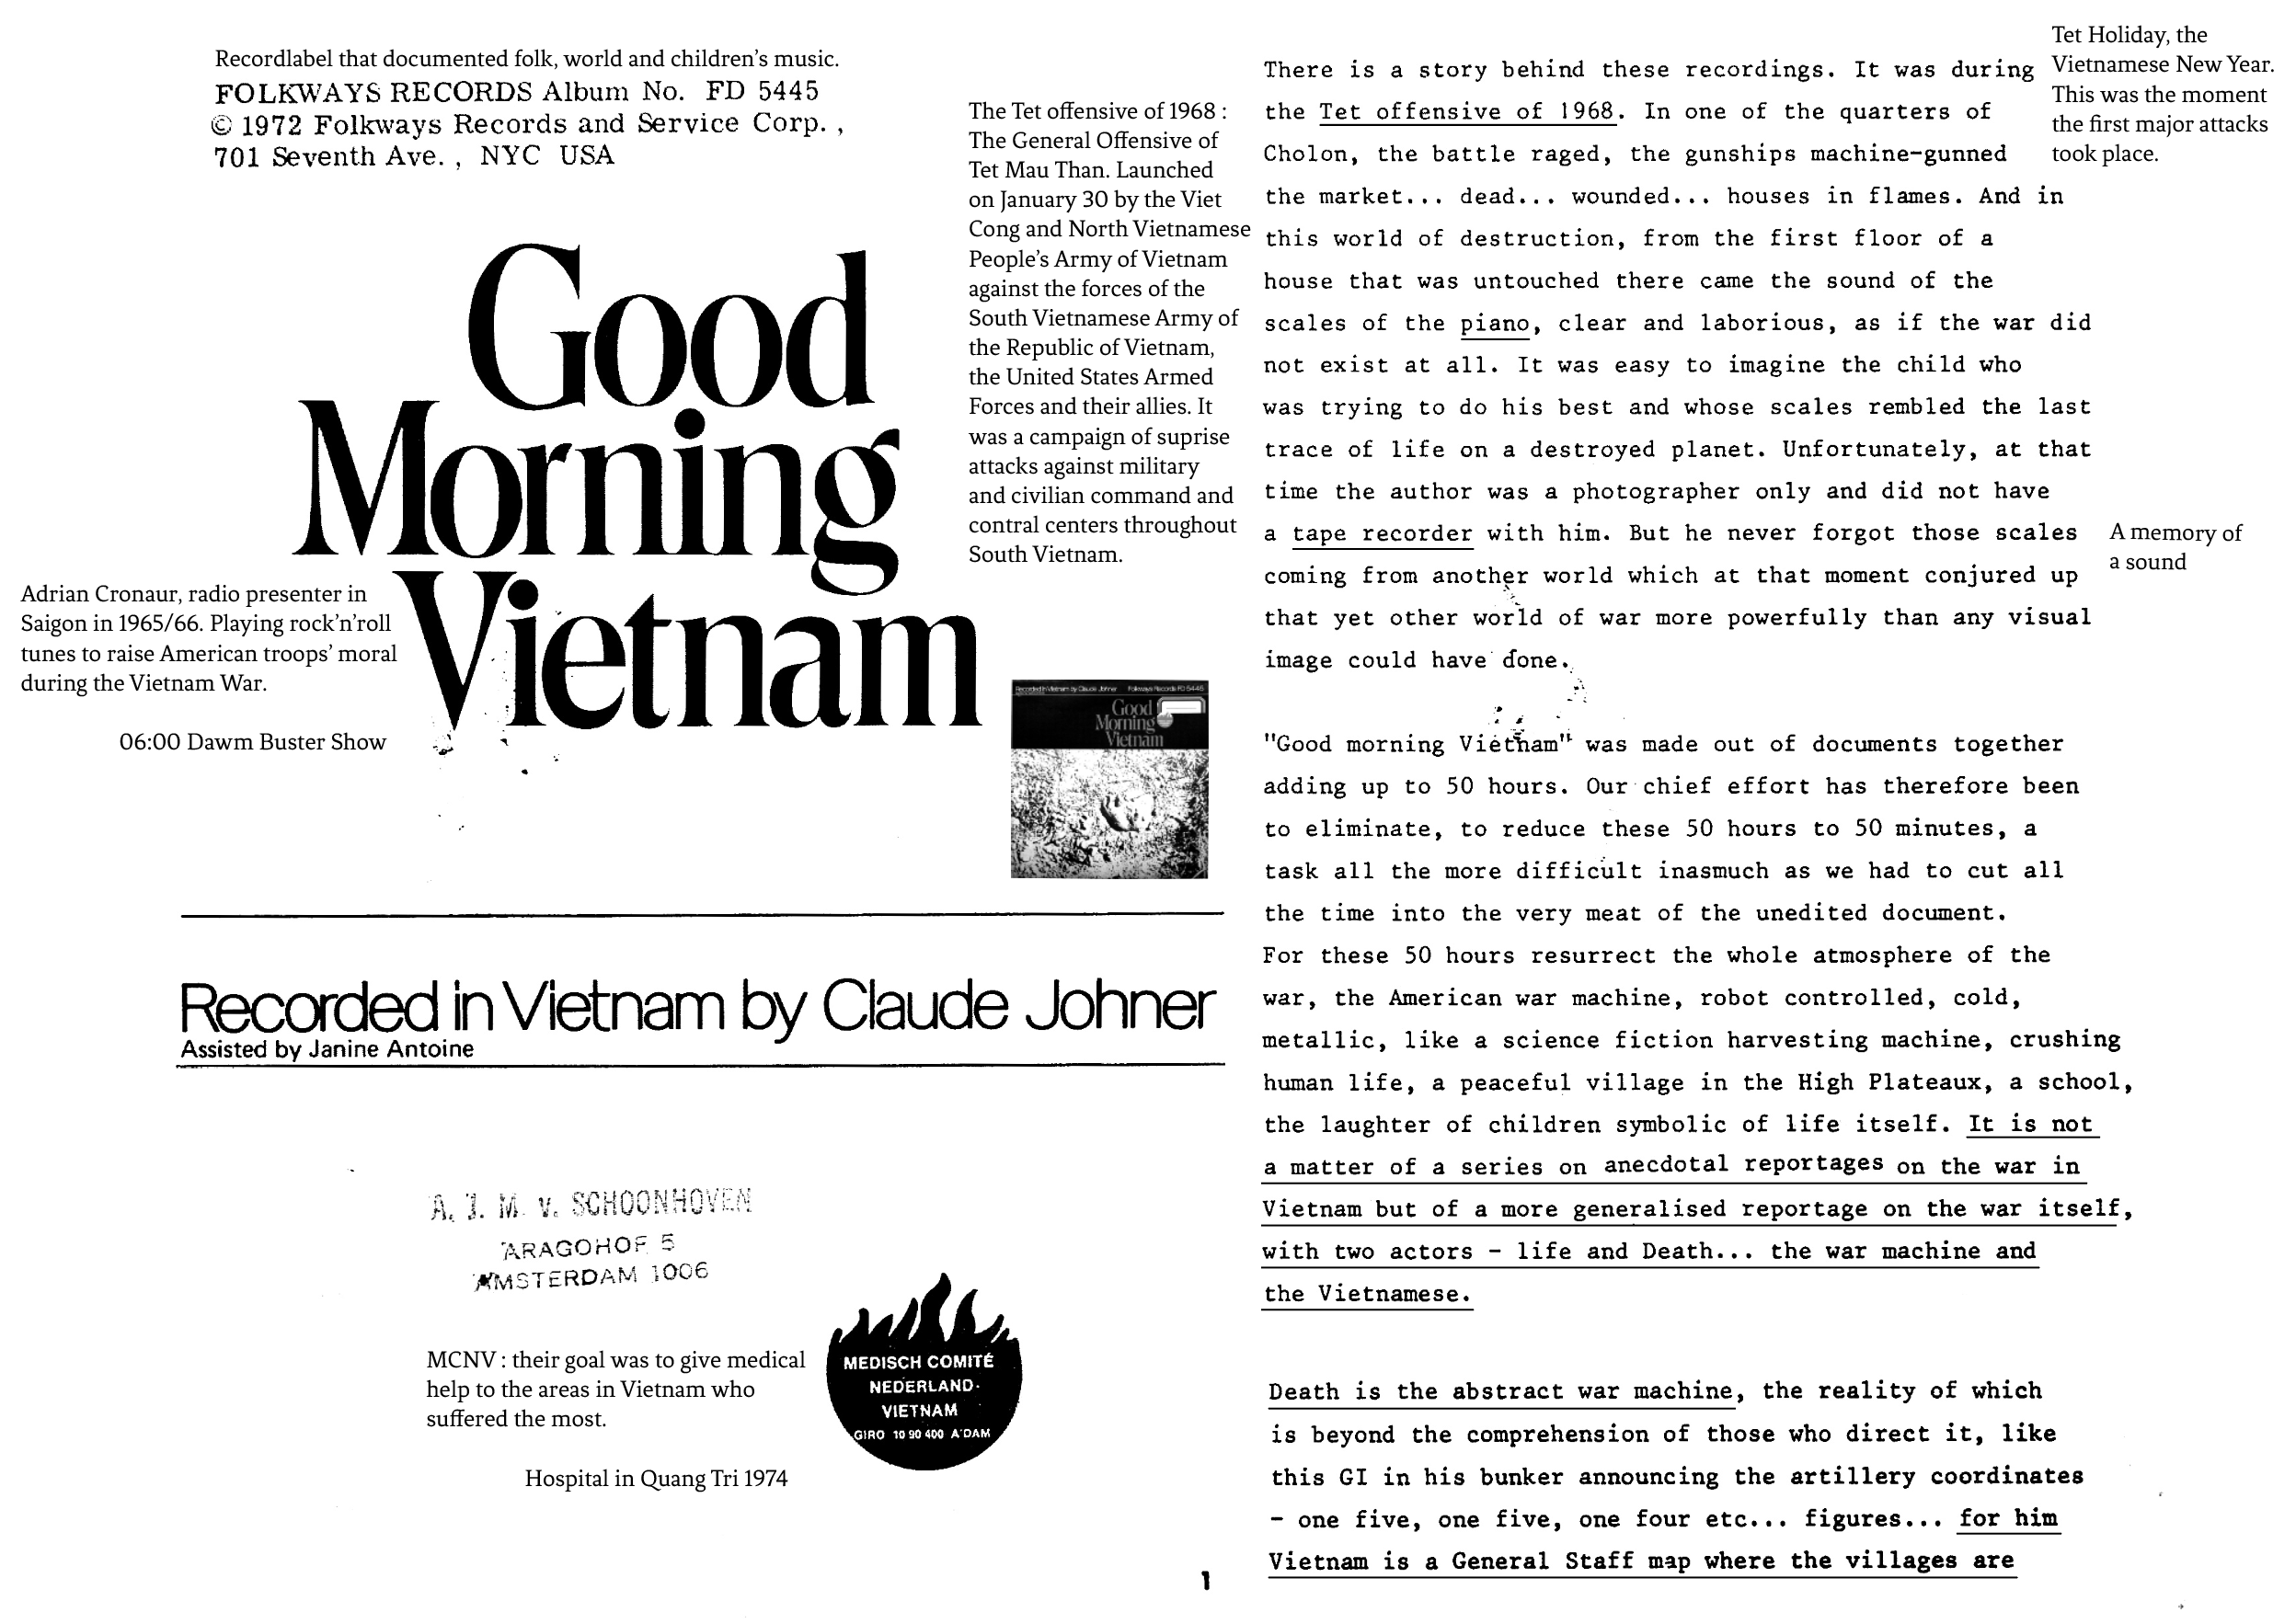 Recordlabel that documented folk, world and children's music.
FOLKWAYS RECORDS Album No. FD 5445
© 1972 Folkways Records and Service Corp.,
701 Seventh Ave., NYC USA
Good
Morning
Vietnam
Adrian Cronaur, radio presenter in
Saigon in 1965/66. Playing rock'n'roll
tunes to raise American troops' moral
during the Vietnam War.
06:00 Dawm Buster Show
The Tet offensive of 1968 :
The General Offensive of
Tet Mau Than. Launched
on January 30 by the Viet
Cong and North Vietnamese
People's Army of Vietnam
against the forces of the
South Vietnamese Army of
the Republic of Vietnam,
the United States Armed
Forces and their allies. It
was a campaign of suprise
attacks against military
and civilian command and
contral centers throughout
South Vietnam.
Recorded in Vietnam by Claude Johner Folkways Records FD 5445
Good
Morning
Vietnam
Recorded in Vietnam by Claude Johner
Assisted by Janine Antoine
A. J. M. v. SCHOONHOVEN
ARAGOHOF 5
AMSTERDAM 1006
MCNV : their goal was to give medical
help to the areas in Vietnam who
suffered the most.
Hospital in Quang Tri 1974
MEDISCH COMITÉ
NEDERLAND-
VIETNAM
GIRO 10 90 400 A'DAM
1
There is a story behind these recordings. It was during
the Tet offensive of 1968. In one of the quarters of
Cholon, the battle raged, the gunships machine-gunned
the market... dead... wounded... houses in flames. And in
this world of destruction, from the first floor of a
house that was untouched there came the sound of the
scales of the piano, clear and laborious, as if the war did
not exist at all. It was easy to imagine the child who
was trying to do his best and whose scales rembled the last
trace of life on a destroyed planet. Unfortunately, at that
time the author was a photographer only and did not have
a tape recorder with him. But he never forgot those scales
coming from another world which at that moment conjured up
that yet other world of war more powerfully than any visual
image could have done.
Tet Holiday, the
Vietnamese New Year.
This was the moment
the first major attacks
took place.
A memory of
a sound
"Good morning Vietnam" was made out of documents together
adding up to 50 hours. Our chief effort has therefore been
to eliminate, to reduce these 50 hours to 50 minutes, a
task all the more difficult inasmuch as we had to cut all
the time into the very meat of the unedited document.
For these 50 hours resurrect the whole atmosphere of the
war, the American war machine, robot controlled, cold,
metallic, like a science fiction harvesting machine, crushing
human life, a peaceful village in the High Plateaux, a school,
the laughter of children symbolic of life itself. It is not
a matter of a series on anecdotal reportages on the war in
Vietnam but of a more generalised reportage on the war itself,
with two actors - life and Death... the war machine and
the Vietnamese.
Death is the abstract war machine, the reality of which
is beyond the comprehension of those who direct it, like
this GI in his bunker announcing the artillery coordinates
- one five, one five, one four etc... figures... for him
Vietnam is a General Staff map where the villages are